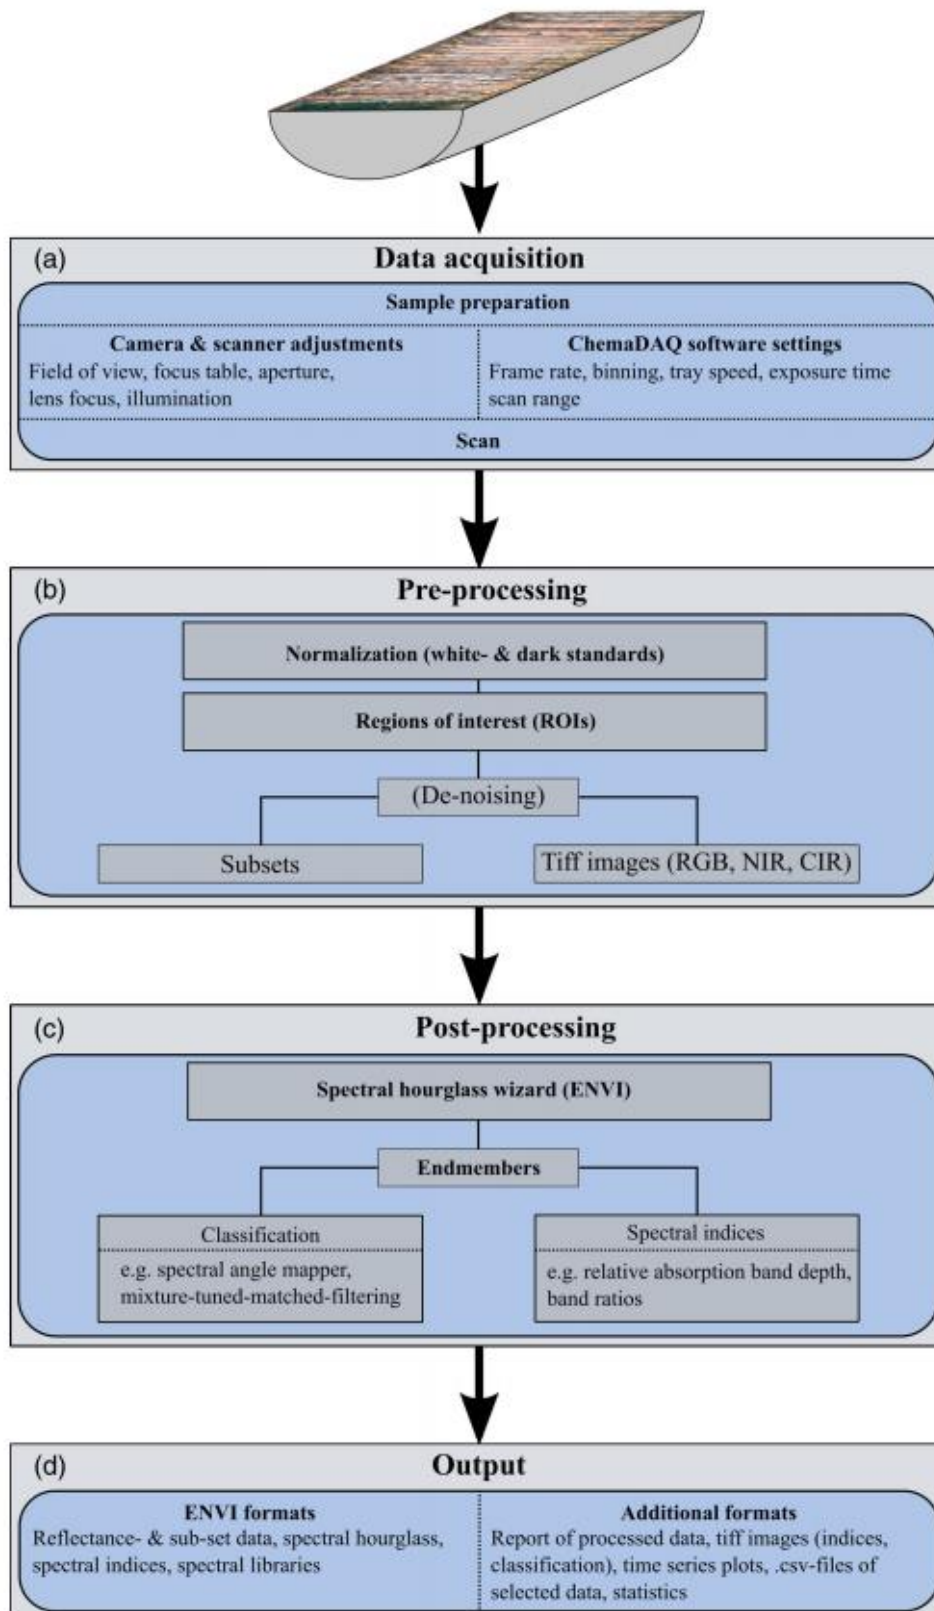 (a)
Data acquisition
Sample preparation
Camera & scanner adjustments
Field of view, focus table, aperture,
lens focus, illumination
ChemaDAQ software settings
Frame rate, binning, tray speed, exposure time
scan range
Scan
(b)
Pre-processing
Normalization (white- & dark standards)
Regions of interest (ROIs)
(De-noising)
Subsets
Tiff images (RGB, NIR, CIR)
(c)
Post-processing
Spectral hourglass wizard (ENVI)
Endmembers
Classification
e.g. spectral angle mapper,
mixture-tuned-matched-filtering
Spectral indices
e.g. relative absorption band depth,
band ratios
(d)
Output
ENVI formats
Reflectance- & sub-set data, spectral hourglass,
spectral indices, spectral libraries
Additional formats
Report of processed data, tiff images (indices,
classification), time series plots, .csv-files of
selected data, statistics